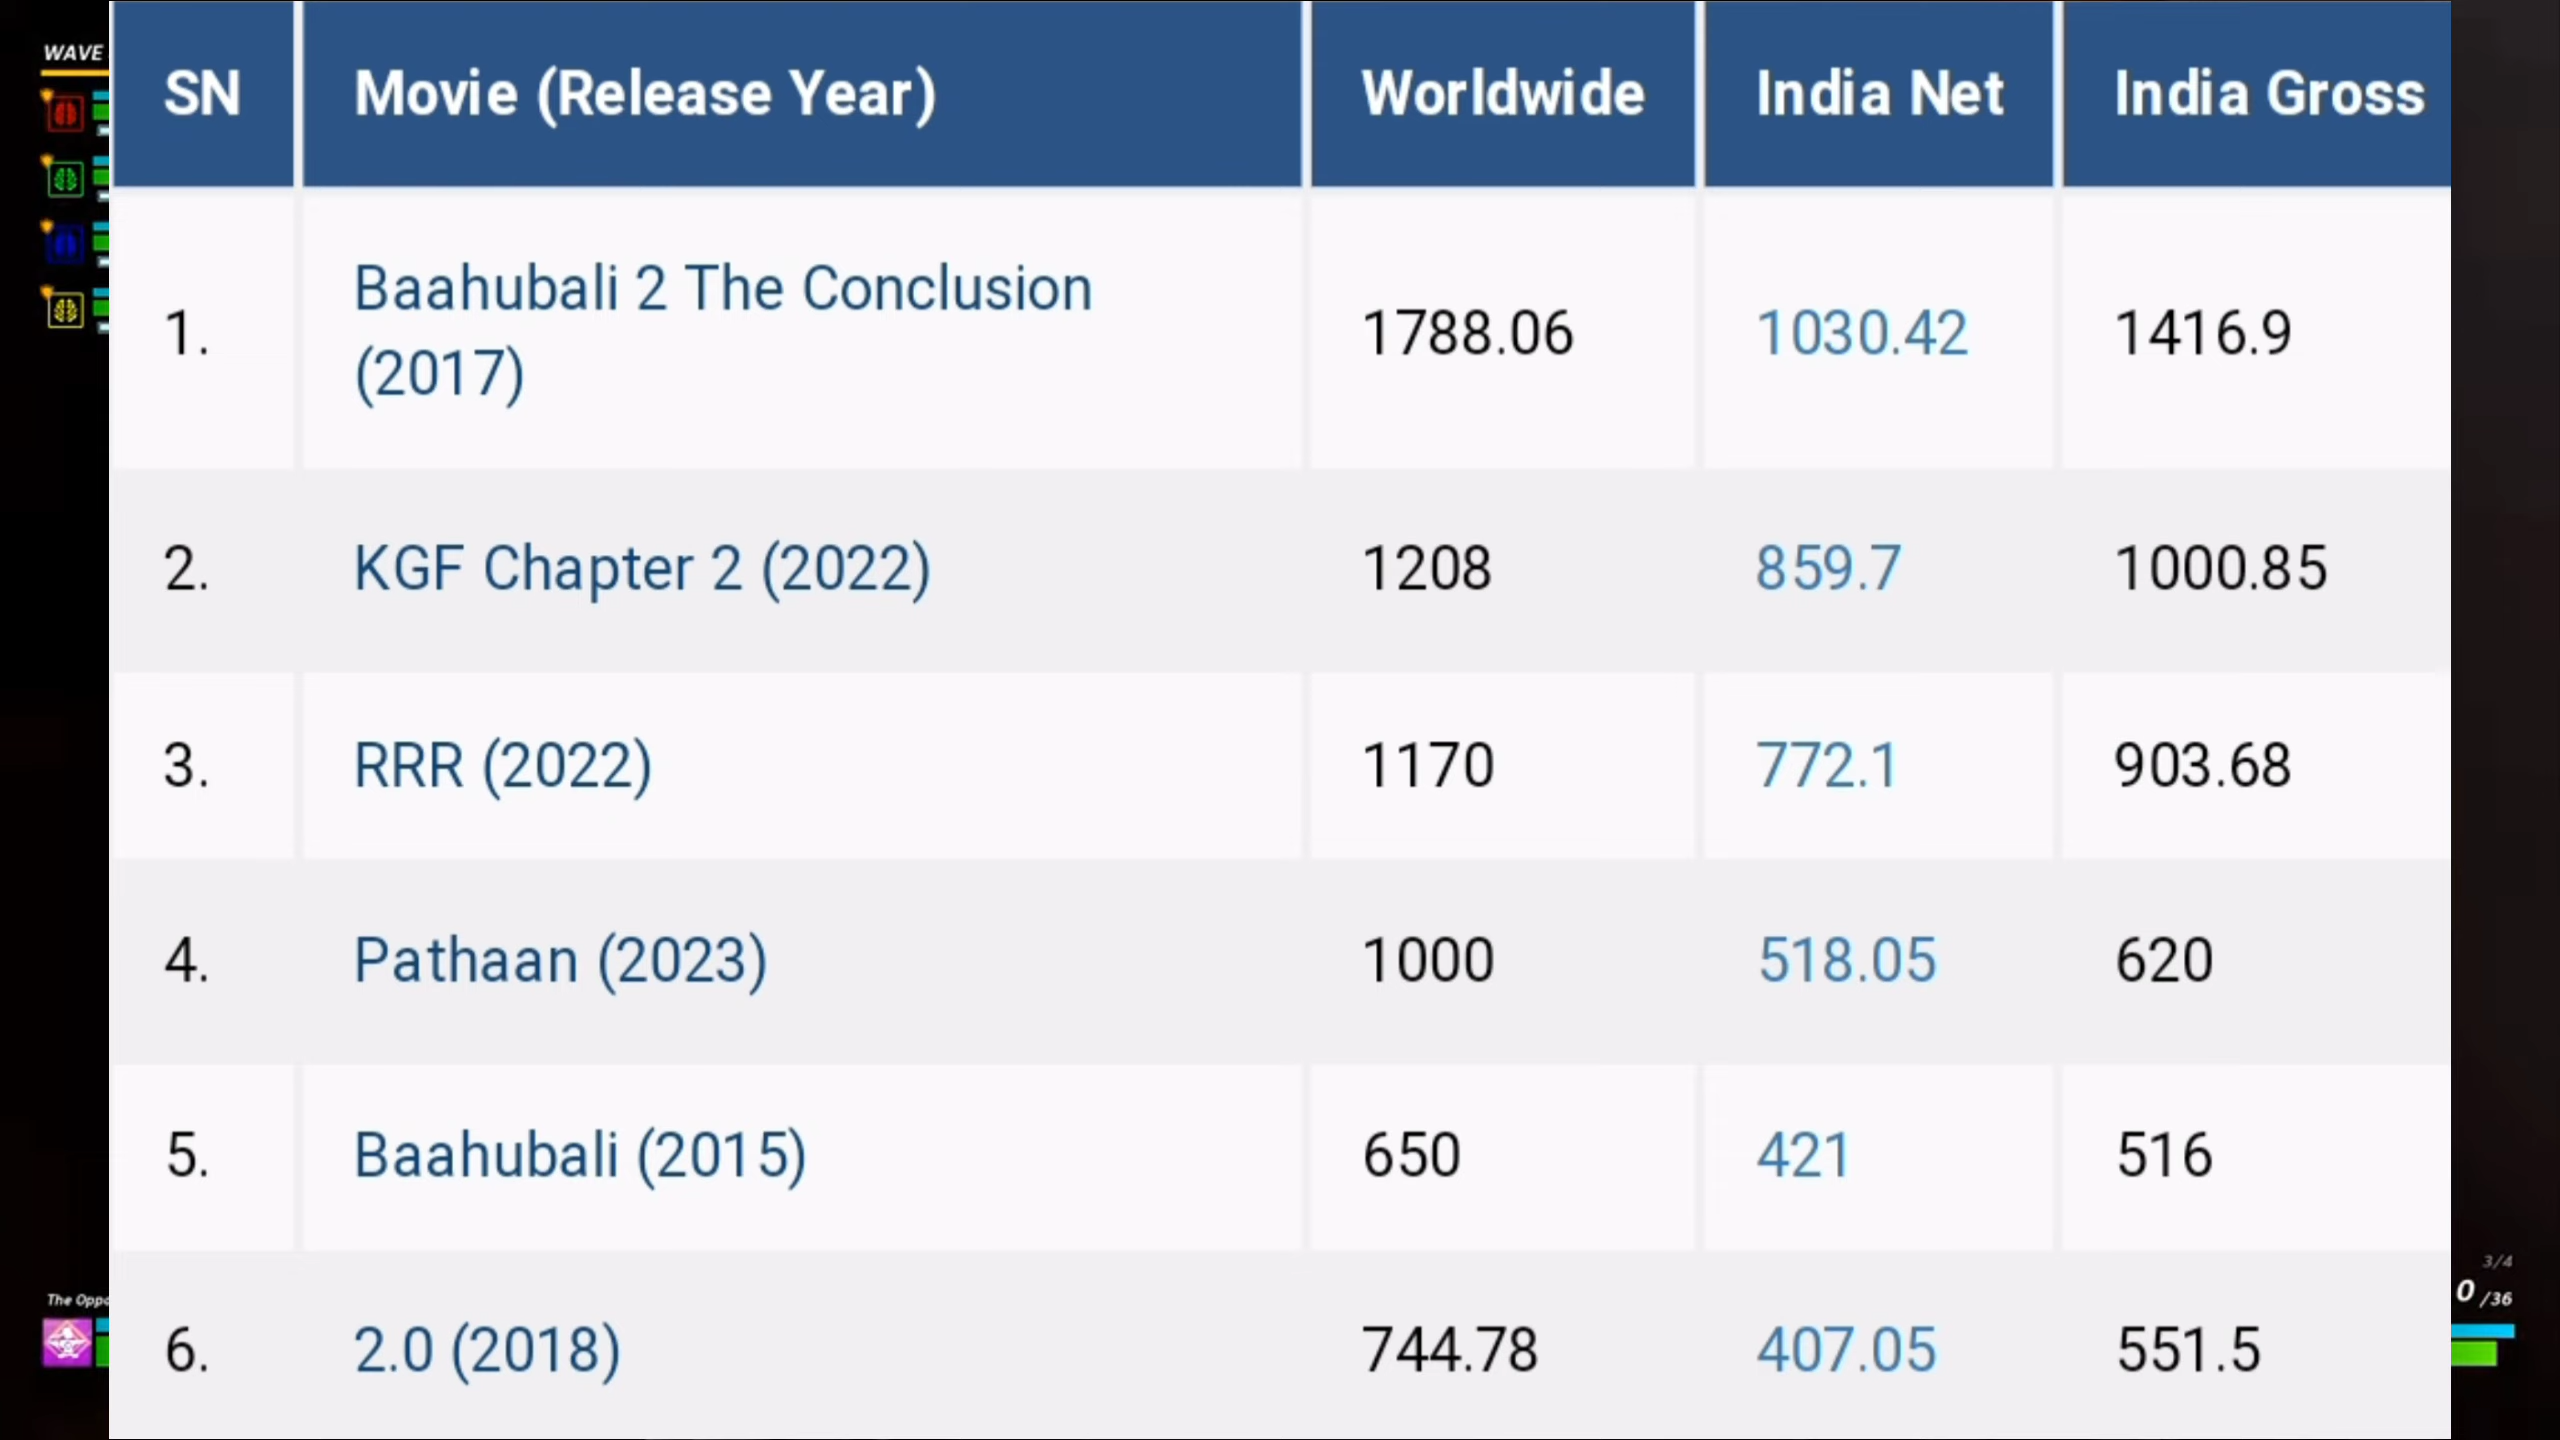 WAVE
SN Movie (Release Year) Worldwide India Net India Gross
1. Baahubali 2 The Conclusion
(2017) 1788.06 1030.42 1416.9
2. KGF Chapter 2 (2022) 1208 859.7 1000.85
3. RRR (2022) 1170 772.1 903.68
4. Pathaan (2023) 1000 518.05 620
5. Baahubali (2015) 650 421 516
6. 2.0 (2018) 744.78 407.05 551.5
The Oppo
3/4
0 /36